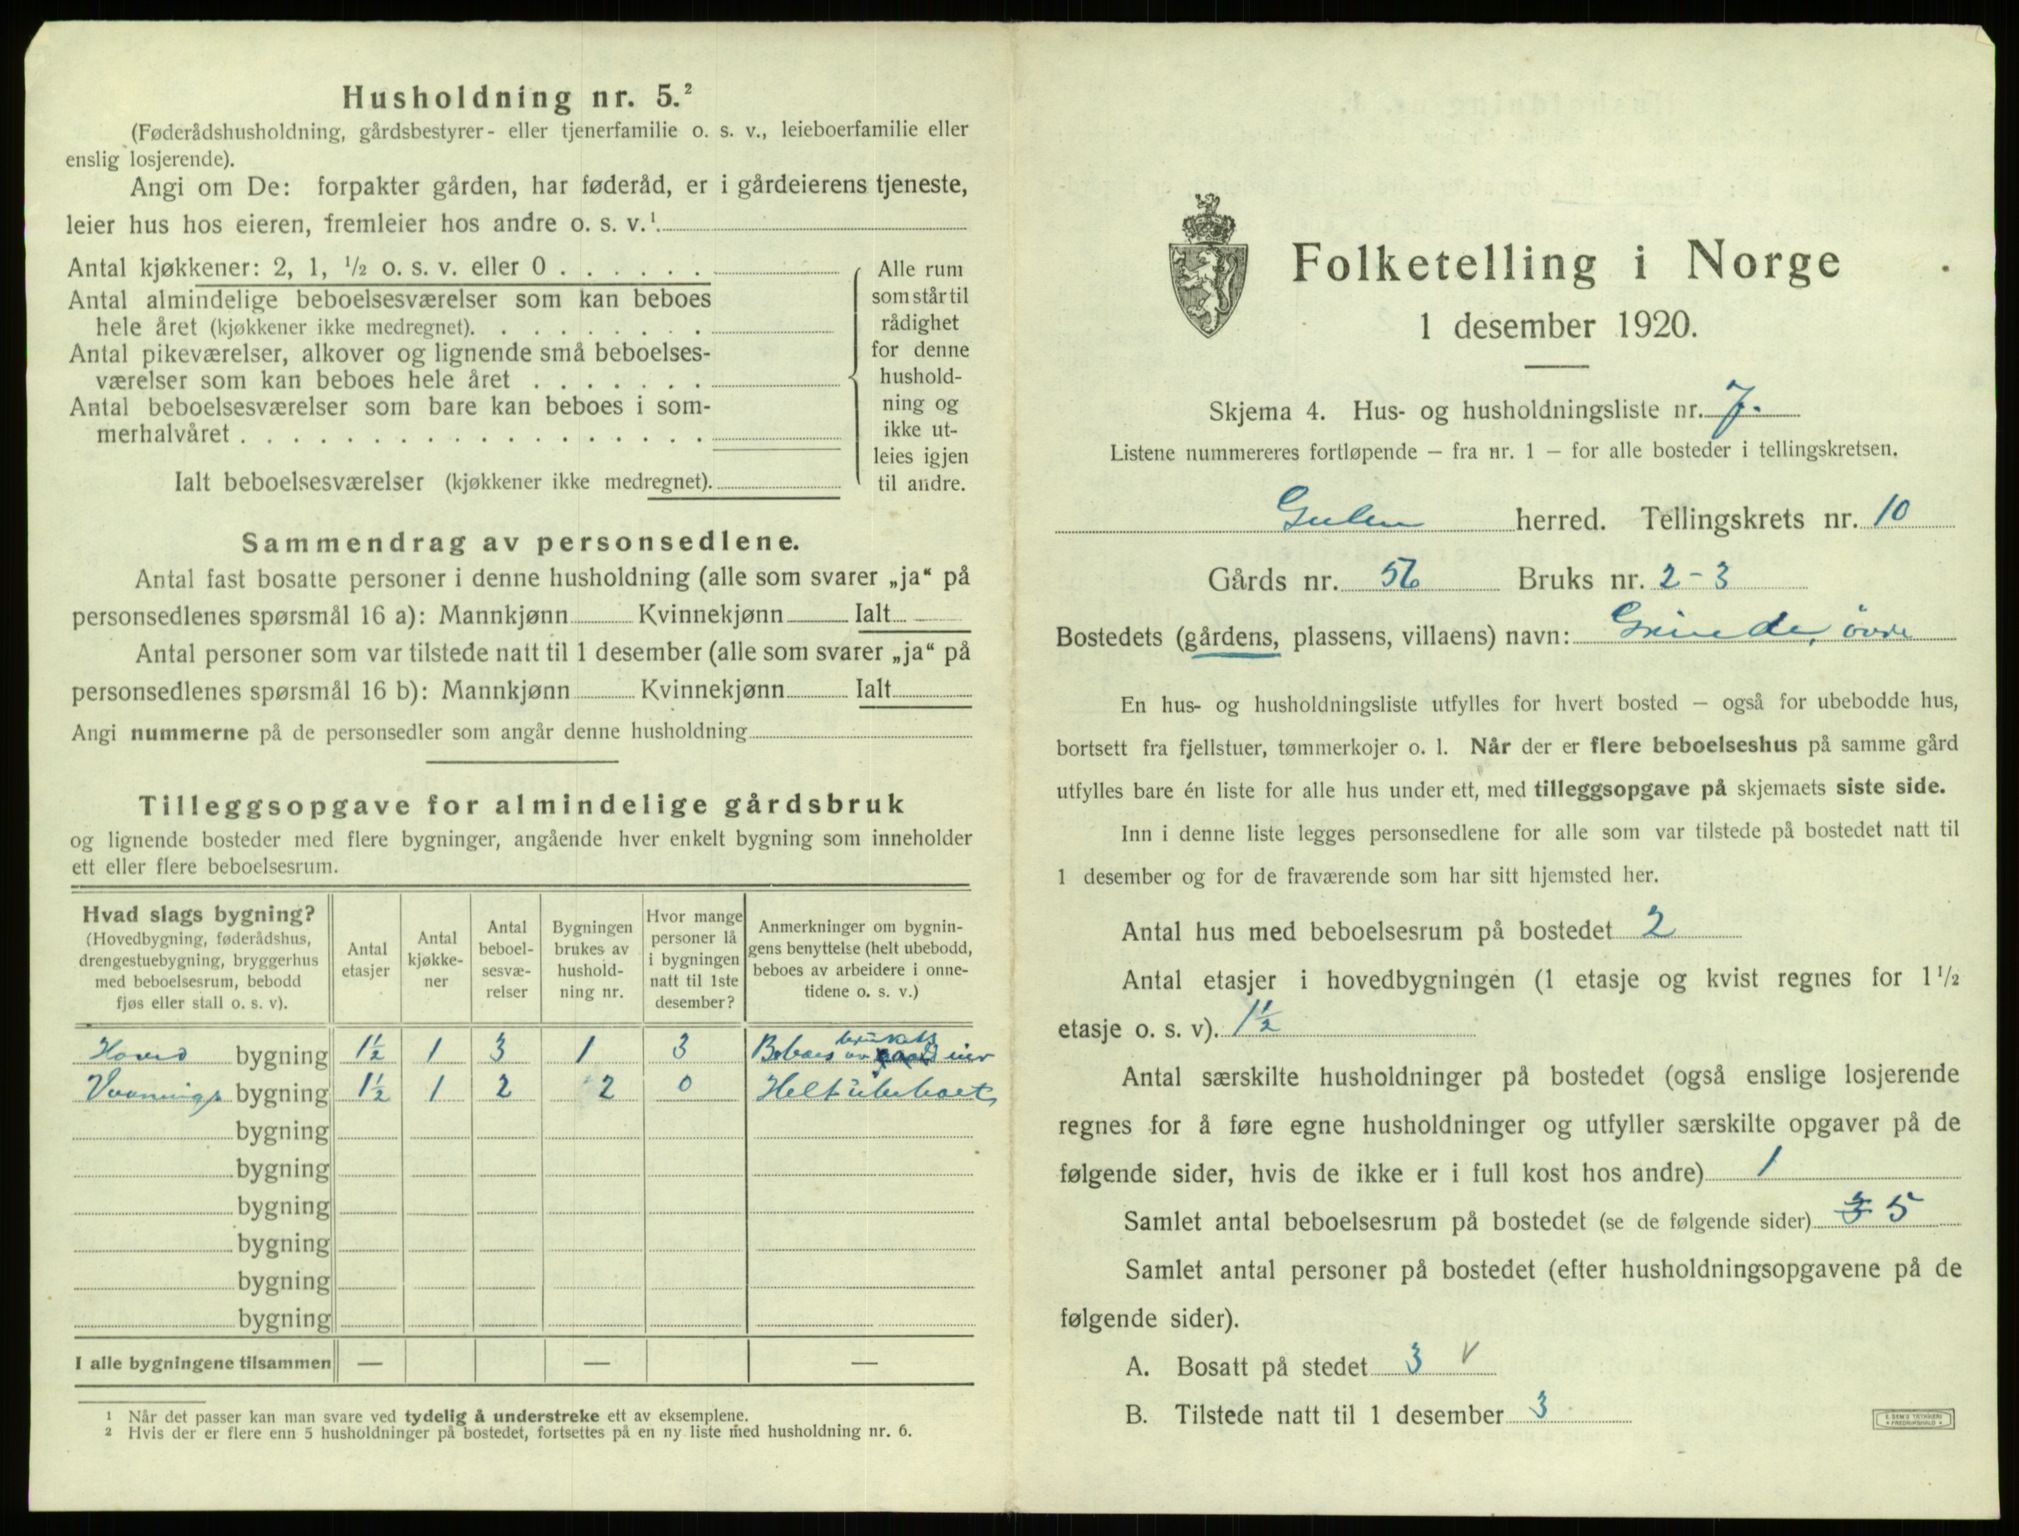 Husholdning nr. 5.²
(Føderådshusholdning, gårdsbestyrer- eller tjenerfamilie o. s. v., leieboerfamilie eller
enslig losjerende).
Angi om De: forpakter gården, har føderåd, er i gårdeierens tjeneste,
leier hus hos eieren, fremleier hos andre o. s. v.¹
Antal kjøkkener: 2, 1, ½ o. s. v. eller 0
Antal almindelige beboelsesværelser som kan beboes
hele året (kjøkkener ikke medregnet).
Antal pikeværelser, alkover og lignende små beboelses-
værelser som kan beboes hele året
Antal beboelsesværelser som bare kan beboes i som-
merhalvåret
Ialt beboelsesværelser (kjøkkener ikke medregnet).
Alle rum
som står til
rådighet
for denne
hushold-
ning og
ikke ut-
leies igjen
til andre.
Sammendrag av personsedlene.
Antal fast bosatte personer i denne husholdning (alle som svarer „ja“ på
personsedlenes spørsmål 16 a): Mannkjønn Kvinnekjønn Ialt
Antal personer som var tilstede natt til 1 desember (alle som svarer „ja“ på
personsedlenes spørsmål 16 b): Mannkjønn Kvinnekjønn Ialt
Angi nummerne på de personsedler som angår denne husholdning
Tilleggsopgave for almindelige gårdsbruk
og lignende bosteder med flere bygninger, angående hver enkelt bygning som inneholder
ett eller flere beboelsesrum.
Hvad slags bygning?
(Hovedbygning, føderådshus,
drengestuebygning, bryggerhus
med beboelsesrum, bebodd
fjøs eller stall o. s. v).
Antal
etasjer
Antal
kjøkke-
ner
Antal
beboel-
sesvæ-
relser
Bygningen
brukes av
hushold-
ning nr.
Hvor mange
personer lå
i bygningen
natt til 1ste
desember?
Anmerkninger om bygnin-
gens benyttelse (helt ubebodd,
beboes av arbeidere i onne-
tidene o. s. v.)
Hoved bygning 1½ 1 3 1 3 Beboes av brukseier
Vaanings bygning 1½ 1 2 2 0 Helt ubeboet
bygning
bygning
bygning
bygning
bygning
bygning
I alle bygningene tilsammen — — —
¹ Når det passer kan man svare ved tydelig å understreke ett av eksemplene.
² Hvis der er flere enn 5 husholdninger på bostedet, fortsettes på en ny liste med husholdning nr. 6.
Folketelling i Norge
1 desember 1920.
Skjema 4. Hus- og husholdningsliste nr. 7.
Listene nummereres fortløpende — fra nr. 1 — for alle bosteder i tellingskretsen.
Gulen herred. Tellingskrets nr. 10
Gårds nr. 56 Bruks nr. 2-3
Bostedets (gårdens, plassens, villaens) navn: Grinde, övre
En hus- og husholdningsliste utfylles for hvert bosted — også for ubebodde hus,
bortsett fra fjellstuer, tømmerkojer o. l. Når der er flere beboelseshus på samme gård
utfylles bare én liste for alle hus under ett, med tilleggsopgave på skjemaets siste side.
Inn i denne liste legges personsedlene for alle som var tilstede på bostedet natt til
1 desember og for de fraværende som har sitt hjemsted her.
Antal hus med beboelsesrum på bostedet 2
Antal etasjer i hovedbygningen (1 etasje og kvist regnes for 1½
etasje o. s. v). 1½
Antal særskilte husholdninger på bostedet (også enslige losjerende
regnes for å føre egne husholdninger og utfyller særskilte opgaver på de
følgende sider, hvis de ikke er i full kost hos andre) 1
Samlet antal beboelsesrum på bostedet (se de følgende sider) 3 5
Samlet antal personer på bostedet (efter husholdningsopgavene på de
følgende sider).
A. Bosatt på stedet 3 v
B. Tilstede natt til 1 desember 3
E. SEM'S TRYKKERI
FREDRIKSHALD